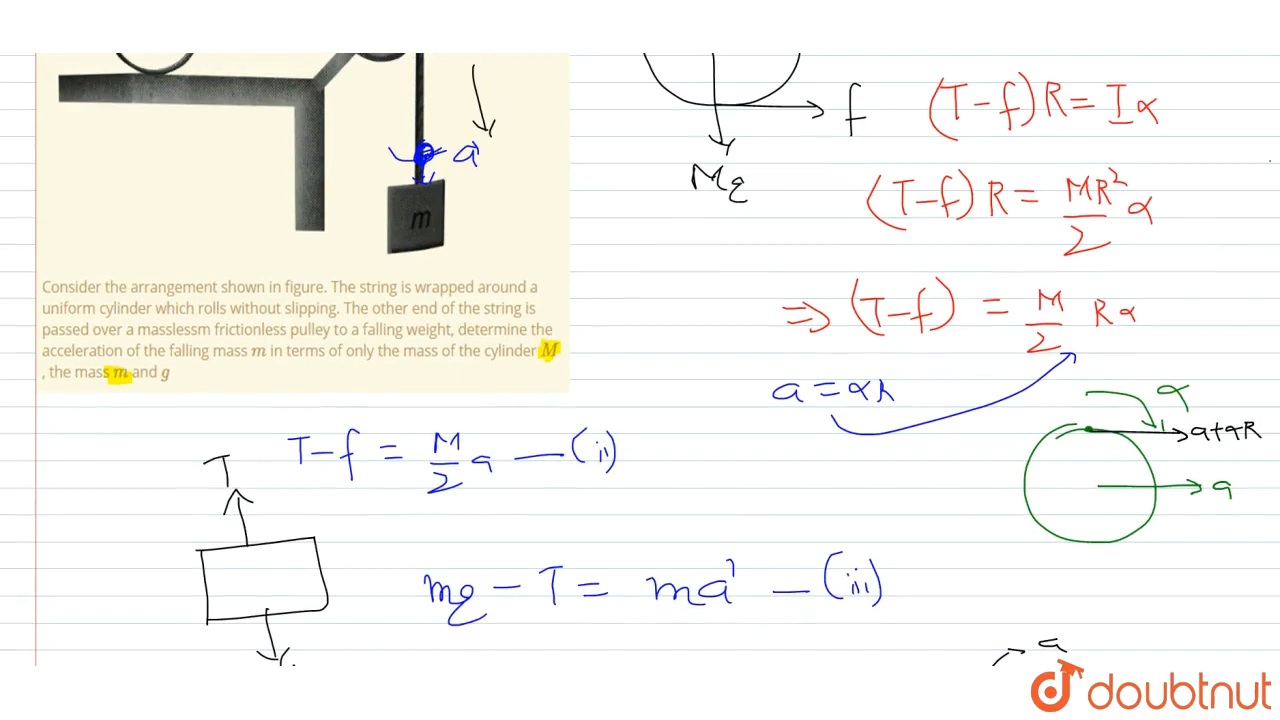 a'
m
Consider the arrangement shown in figure. The string is wrapped around a
uniform cylinder which rolls without slipping. The other end of the string is
passed over a masslessm frictionless pulley to a falling weight, determine the
acceleration of the falling mass m in terms of only the mass of the cylinder M
, the mass m and g
f
Mg
(T-f) R = Iα
(T-f) R = MR²/2 α
⇒ (T-f) = M/2 Rα
a = αR
α
a+αR
a
T-f = M/2 a — (ii)
T
mg - T = ma' — (iii)
a
doubtnut